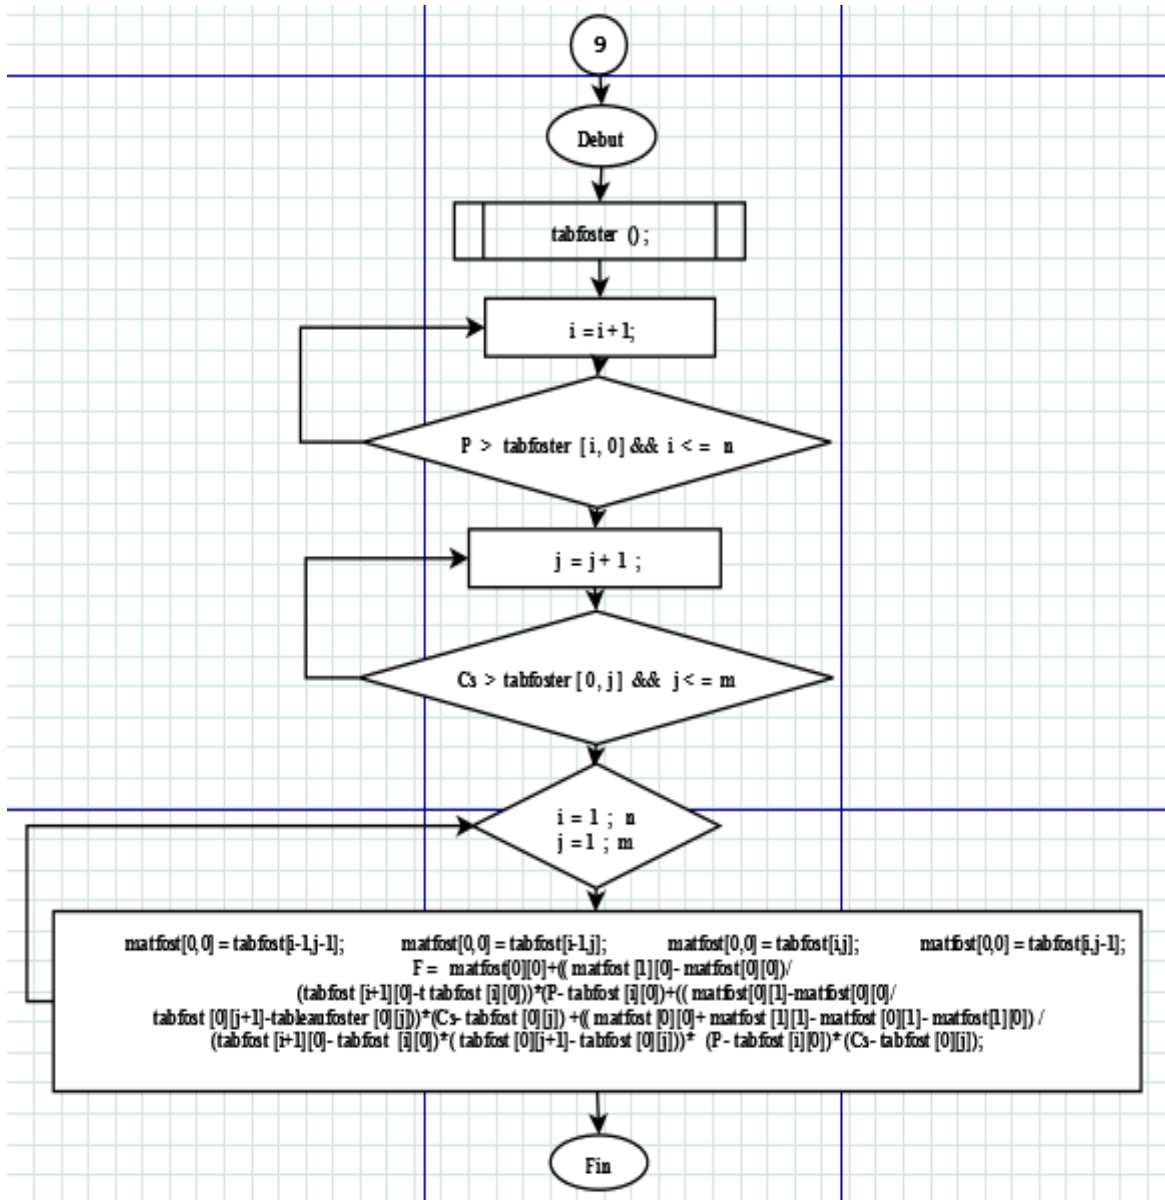 9
Debut
tabfoster () ;
i = i + 1;
P > tabfoster [ i, 0] && i < = n
j = j + 1 ;
Cs > tabfoster [ 0, j ] && j < = m
i = 1 ; n
j = 1 ; m
matfost[0,0] = tabfost[i-1,j-1]; matfost[0,0] = tabfost[i-1,j]; matfost[0,0] = tabfost[i,j]; matfost[0,0] = tabfost[i,j-1];
F = matfost[0][0]+(( matfost [1][0]- matfost[0][0])/
(tabfost [i+1][0]-t tabfost [i][0]))*(P- tabfost [i][0])+(( matfost[0][1]-matfost[0][0]/
tabfost [0][j+1]-tableaufoster [0][j]))*(Cs- tabfost [0][j]) +(( matfost [0][0]+ matfost [1][1]- matfost [0][1]- matfost[1][0]) /
(tabfost [i+1][0]- tabfost [i][0])*( tabfost [0][j+1]- tabfost [0][j]))* (P- tabfost [i][0])* (Cs- tabfost [0][j]);
Fin